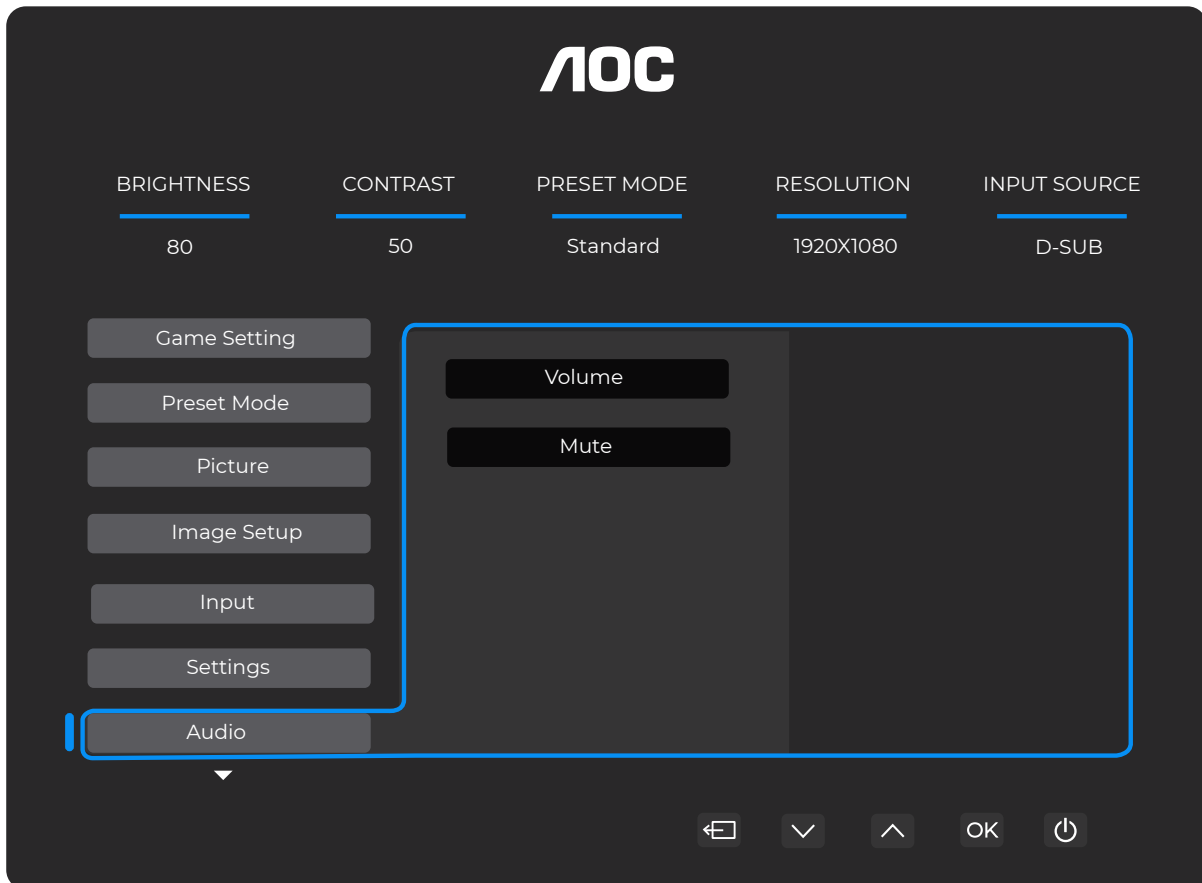 AOC
BRIGHTNESS CONTRAST PRESET MODE RESOLUTION INPUT SOURCE
80 50 Standard 1920X1080 D-SUB
Game Setting
Preset Mode
Picture
Image Setup
Input
Settings
Audio
Volume
Mute
OK